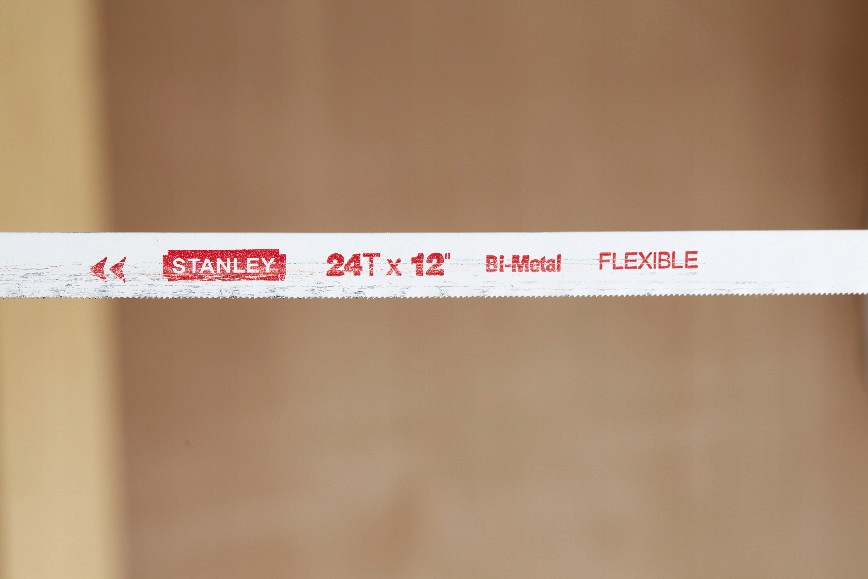 STANLEY 24T x 12" Bi-Metal FLEXIBLE